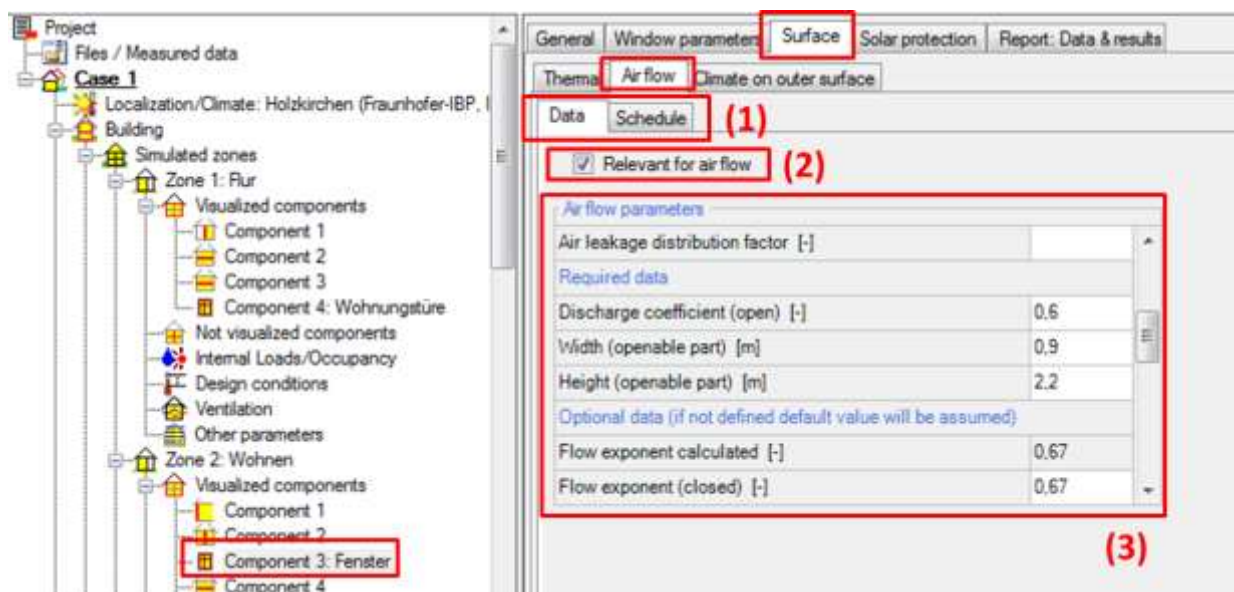 Project
Files / Measured data
Case 1
Localization/Climate: Holzkirchen (Fraunhofer-IBP, I
Building
Simulated zones
Zone 1: Flur
Visualized components
Component 1
Component 2
Component 3
Component 4: Wohnungstüre
Not visualized components
Internal Loads/Occupancy
Design conditions
Ventilation
Other parameters
Zone 2: Wohnen
Visualized components
Component 1
Component 2
Component 3: Fenster
Component 4
General Window parameters Surface Solar protection Report: Data & results
Thermal Air flow Climate on outer surface
Data Schedule (1)
Relevant for air flow (2)
Air flow parameters
Air leakage distribution factor [-]
Required data
Discharge coefficient (open) [-] 0,6
Width (openable part) [m] 0,9
Height (openable part) [m] 2,2
Optional data (if not defined default value will be assumed)
Flow exponent calculated [-] 0,67
Flow exponent (closed) [-] 0,67
(3)